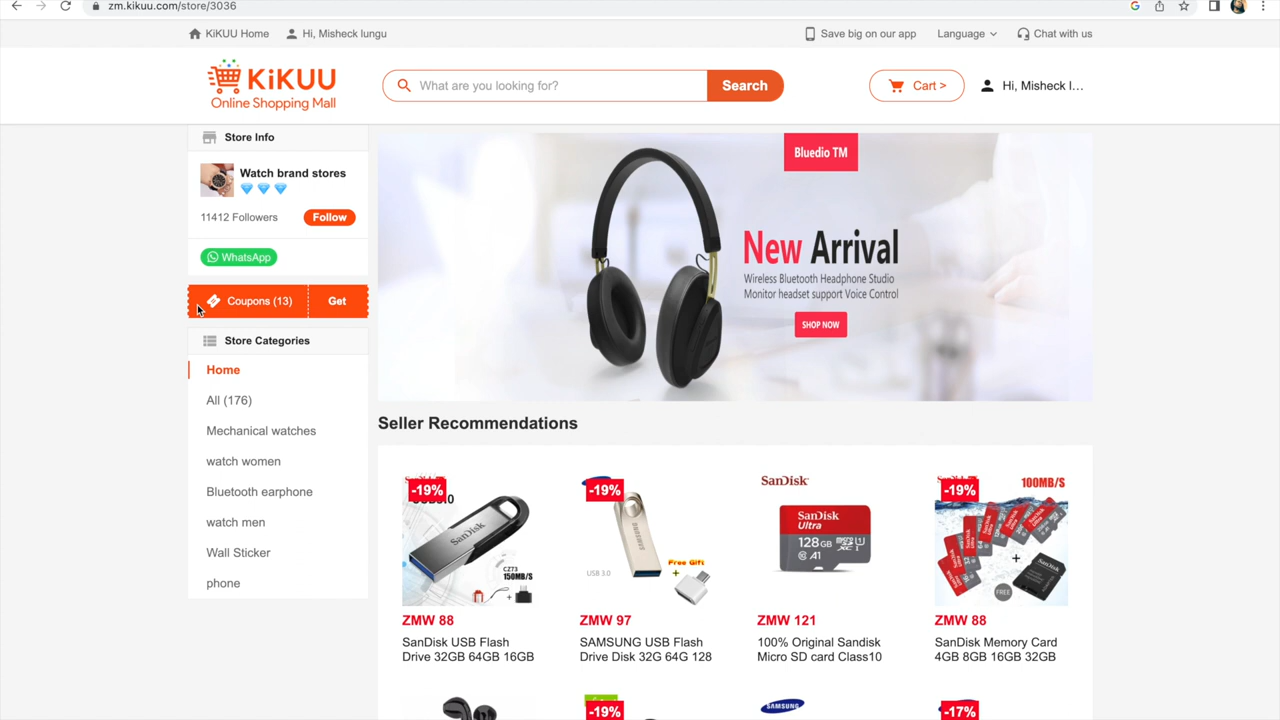 zm.kikuu.com/store/3036
KiKUU Home
Hi, Misheck lungu
Save big on our app
Language
Chat with us
KiKUU
Online Shopping Mall
What are you looking for?
Search
Cart >
Hi, Misheck l...
Store Info
Watch brand stores
11412 Followers
Follow
WhatsApp
Coupons (13)
Get
Store Categories
Home
All (176)
Mechanical watches
watch women
Bluetooth earphone
watch men
Wall Sticker
phone
Bluedio TM
New Arrival
Wireless Bluetooth Headphone Studio
Monitor headset support Voice Control
SHOP NOW
Seller Recommendations
-19%
SanDisk
CZ73
150MB/S
ZMW 88
SanDisk USB Flash
Drive 32GB 64GB 16GB
-19%
SAMSUNG
USB 3.0
Free Gift
+
ZMW 97
SAMSUNG USB Flash
Drive Disk 32G 64G 128
SanDisk
SanDisk
Ultra
128GB
micro
XC I
A1
ZMW 121
100% Original Sandisk
Micro SD card Class10
-19%
100MB/S
+
FREE
ZMW 88
SanDisk Memory Card
4GB 8GB 16GB 32GB
-19%
SAMSUNG
-17%